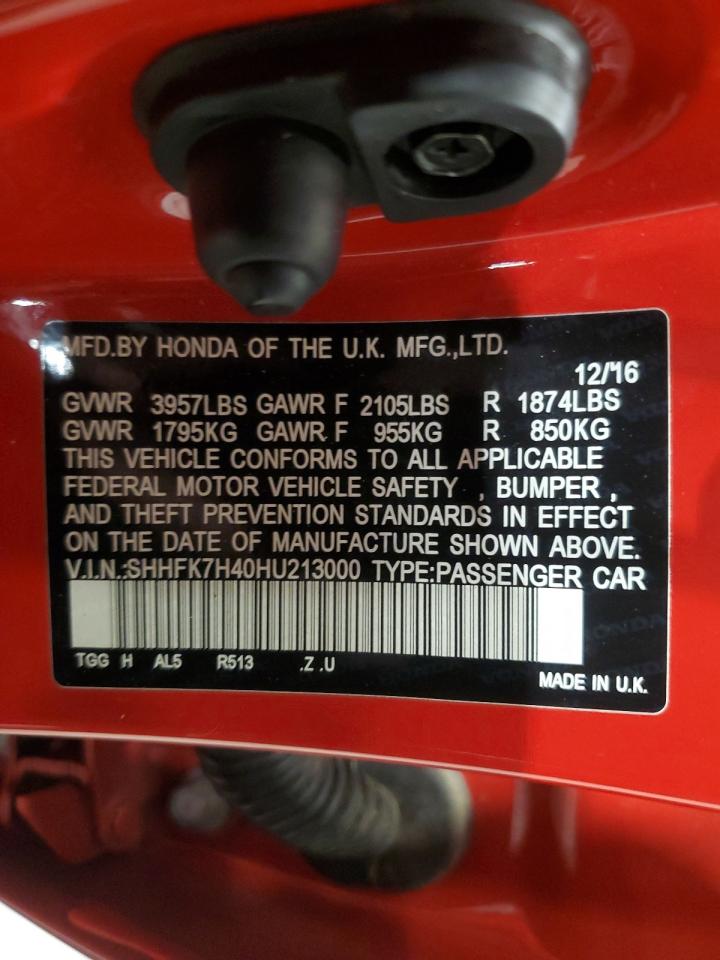 MFD.BY HONDA OF THE U.K. MFG.,LTD.
12/'16
GVWR 3957LBS GAWR F 2105LBS R 1874LBS
GVWR 1795KG GAWR F 955KG R 850KG
THIS VEHICLE CONFORMS TO ALL APPLICABLE
FEDERAL MOTOR VEHICLE SAFETY , BUMPER ,
AND THEFT PREVENTION STANDARDS IN EFFECT
ON THE DATE OF MANUFACTURE SHOWN ABOVE.
V.I.N.:SHHFK7H40HU213000 TYPE:PASSENGER CAR
TGG H AL5 R513 .Z .U
MADE IN U.K.